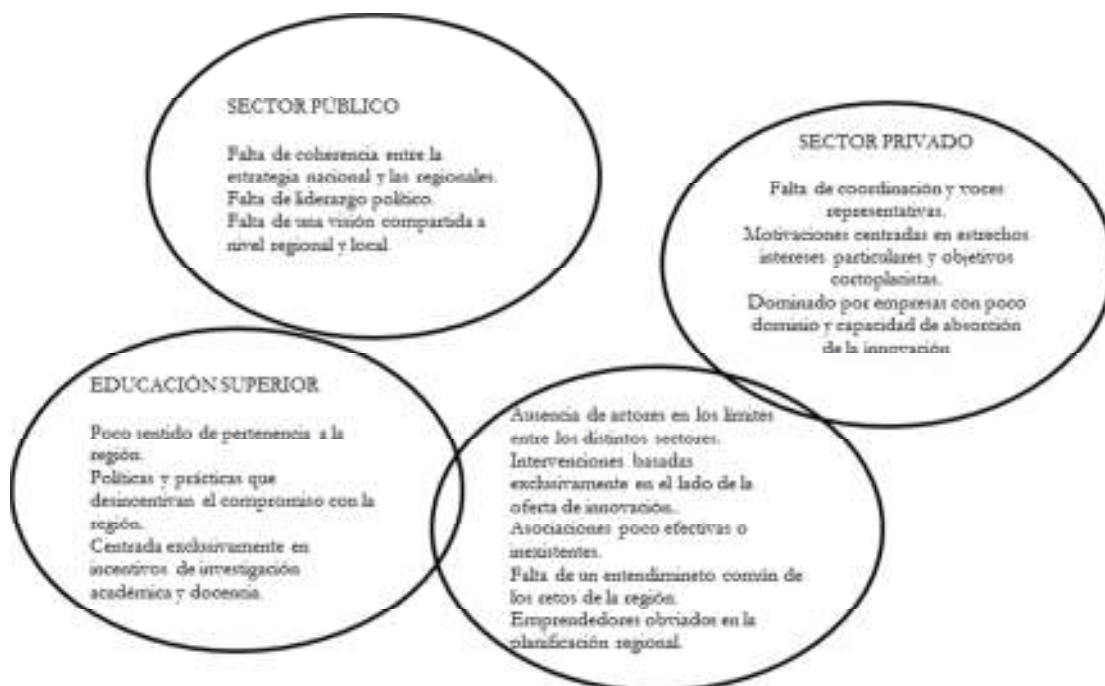 SECTOR PÚBLICO
Falta de coherencia entre la
estrategia nacional y las regionales.
Falta de liderazgo político.
Falta de una visión compartida a
nivel regional y local
SECTOR PRIVADO
Falta de coordinación y voces
representativas.
Motivaciones centradas en estrechos
intereses particulares y objetivos
cortoplacistas.
Dominado por empresas con poco
dominio y capacidad de absorción
de la innovación
EDUCACIÓN SUPERIOR
Poco sentido de pertenencia a la
región.
Políticas y prácticas que
desincentivan el compromiso con la
región.
Centrada exclusivamente en
incentivos de investigación
académica y docencia.
Ausencia de actores en los límites
entre los distintos sectores.
Intervenciones basadas
exclusivamente en el lado de la
oferta de innovación..
Asociaciones poco efectivas o
inexistentes.
Falta de un entendimineto común de
los retos de la región.
Emprendedores obviados en la
planificación regional.